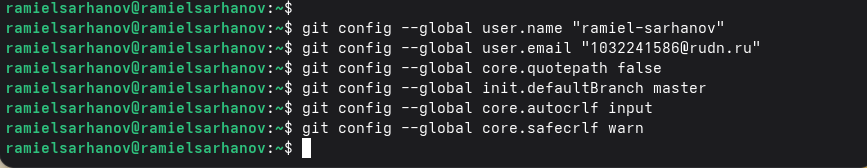 ramielsarhanov@ramielsarhanov:~$
ramielsarhanov@ramielsarhanov:~$ git config --global user.name "ramiel-sarhanov"
ramielsarhanov@ramielsarhanov:~$ git config --global user.email "1032241586@rudn.ru"
ramielsarhanov@ramielsarhanov:~$ git config --global core.quotepath false
ramielsarhanov@ramielsarhanov:~$ git config --global init.defaultBranch master
ramielsarhanov@ramielsarhanov:~$ git config --global core.autocrlf input
ramielsarhanov@ramielsarhanov:~$ git config --global core.safecrlf warn
ramielsarhanov@ramielsarhanov:~$